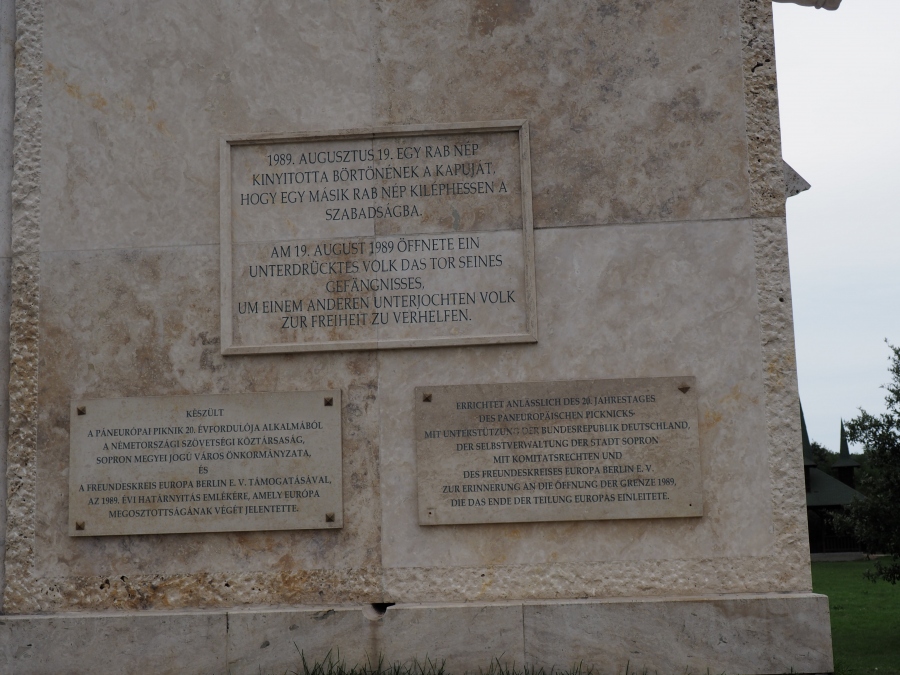 1989. AUGUSZTUS 19. EGY RAB NÉP
KINYITOTTA BÖRTÖNÉNEK A KAPUJÁT,
HOGY EGY MÁSIK RAB NÉP KILÉPHESSEN A
SZABADSÁGBA.
AM 19. AUGUST 1989 ÖFFNETE EIN
UNTERDRÜCKTES VOLK DAS TOR SEINES
GEFÄNGNISSES,
UM EINEM ANDEREN UNTERJOCHTEN VOLK
ZUR FREIHEIT ZU VERHELFEN.
KÉSZÜLT
A PÁNEURÓPAI PIKNIK 20. ÉVFORDULÓJA ALKALMÁBÓL
A NÉMETORSZÁGI SZÖVETSÉGI KÖZTÁRSASÁG,
SOPRON MEGYEI JOGÚ VÁROS ÖNKORMÁNYZATA,
ÉS
A FREUNDESKREIS EUROPA BERLIN E. V. TÁMOGATÁSÁVAL,
AZ 1989. ÉVI HATÁRNYITÁS EMLÉKÉRE, AMELY EURÓPA
MEGOSZTOTTSÁGÁNAK VÉGÉT JELENTETTE.
ERRICHTET ANLÄSSLICH DES 20. JAHRESTAGES
DES PANEUROPÄISCHEN PICKNICKS
MIT UNTERSTÜTZUNG DER BUNDESREPUBLIK DEUTSCHLAND,
DER SELBSTVERWALTUNG DER STADT SOPRON
MIT KOMITATSRECHTEN UND
DES FREUNDESKREISES EUROPA BERLIN E. V.
ZUR ERINNERUNG AN DIE ÖFFNUNG DER GRENZE 1989,
DIE DAS ENDE DER TEILUNG EUROPAS EINLEITETE.